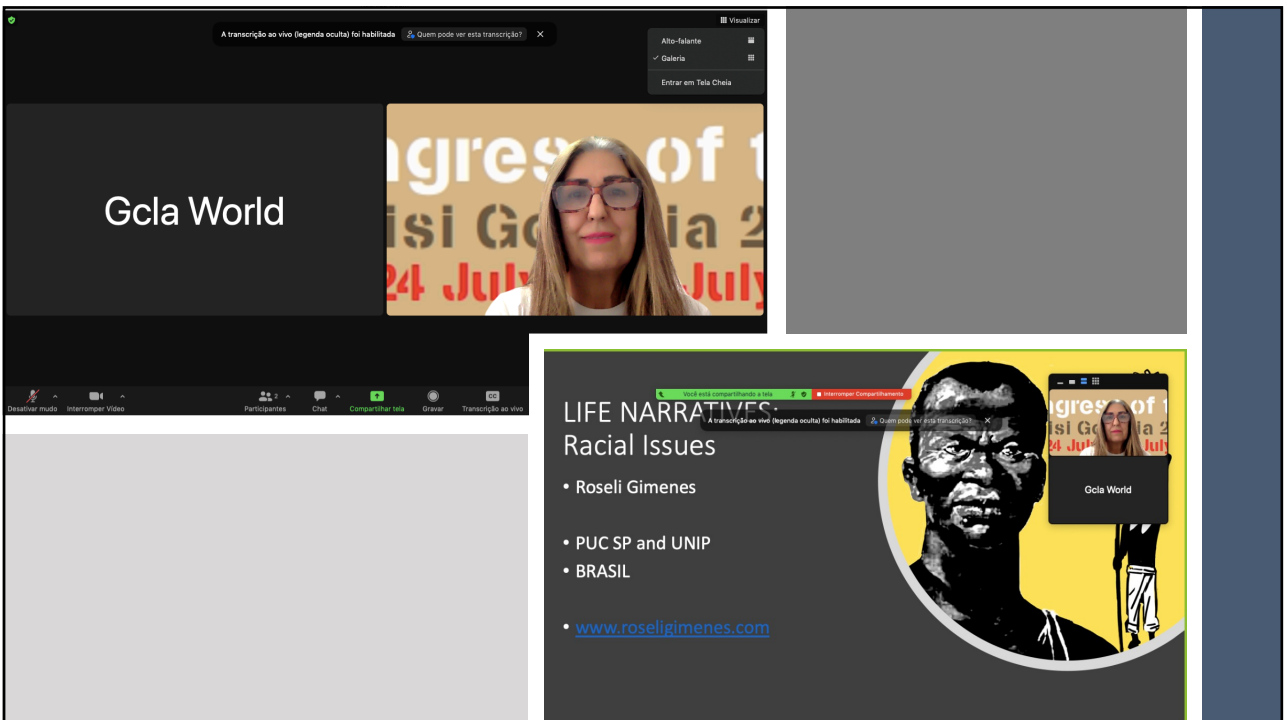 Visualizar
A transcrição ao vivo (legenda oculta) foi habilitada Quem pode ver esta transcrição?
Alto-falante
Galeria
Entrar em Tela Cheia
Gcla World
24 July July
Desativar mudo Interromper Vídeo Participantes 2 Chat Compartilhar tela Gravar CC Transcrição ao vivo
Você está compartilhando a tela Interromper Compartilhamento
LIFE NARRATIVES:
A transcrição ao vivo (legenda oculta) foi habilitada Quem pode ver esta transcrição?
Racial Issues
• Roseli Gimenes
• PUC SP and UNIP
• BRASIL
• www.roseligimenes.com
Gcla World